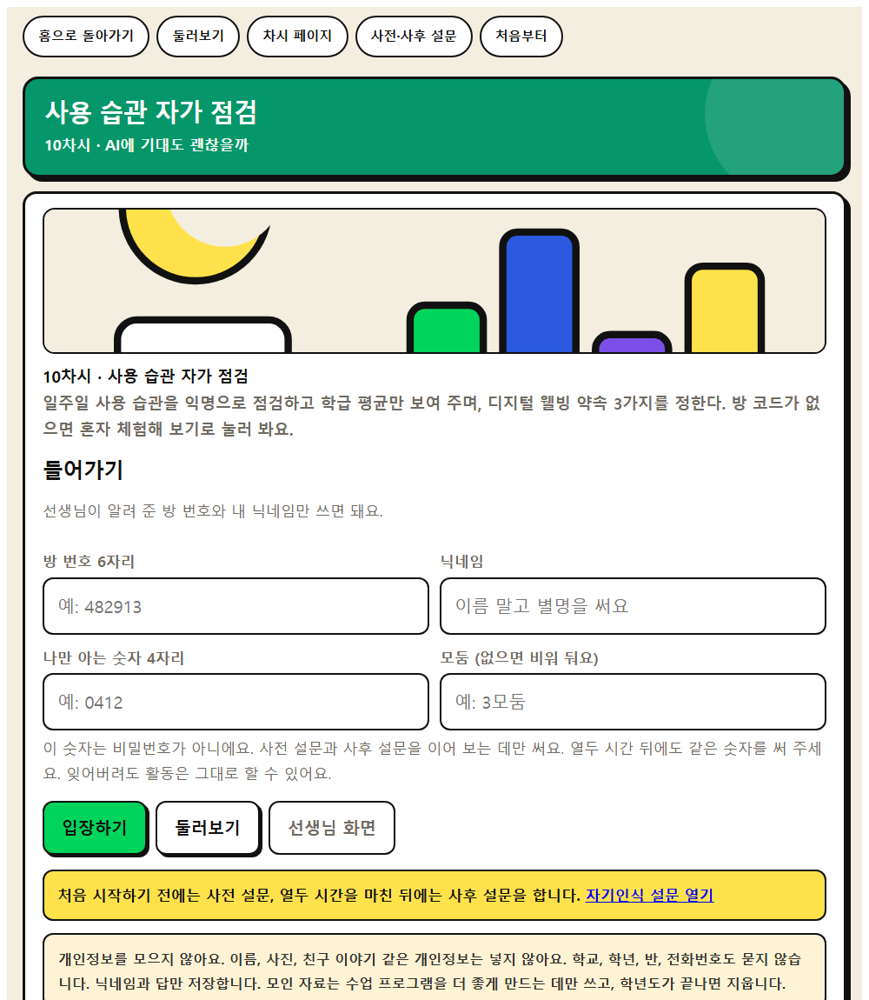 홈으로 돌아가기
둘러보기
차시 페이지
사전·사후 설문
처음부터
사용 습관 자가 점검
10차시 · AI에 기대도 괜찮을까
10차시 · 사용 습관 자가 점검
일주일 사용 습관을 익명으로 점검하고 학급 평균만 보여 주며, 디지털 웰빙 약속 3가지를 정한다. 방 코드가 없
으면 혼자 체험해 보기로 눌러 봐요.
들어가기
선생님이 알려 준 방 번호와 내 닉네임만 쓰면 돼요.
방 번호 6자리
닉네임
예: 482913
이름 말고 별명을 써요
나만 아는 숫자 4자리
모둠 (없으면 비워 둬요)
예: 0412
예: 3모둠
이 숫자는 비밀번호가 아니에요. 사전 설문과 사후 설문을 이어 보는 데만 써요. 열두 시간 뒤에도 같은 숫자를 써 주세
요. 잊어버려도 활동은 그대로 할 수 있어요.
입장하기
둘러보기
선생님 화면
처음 시작하기 전에는 사전 설문, 열두 시간을 마친 뒤에는 사후 설문을 합니다. 자기인식 설문 열기
개인정보를 모으지 않아요. 이름, 사진, 친구 이야기 같은 개인정보는 넣지 않아요. 학교, 학년, 반, 전화번호도 묻지 않습
니다. 닉네임과 답만 저장합니다. 모인 자료는 수업 프로그램을 더 좋게 만드는 데만 쓰고, 학년도가 끝나면 지웁니다.